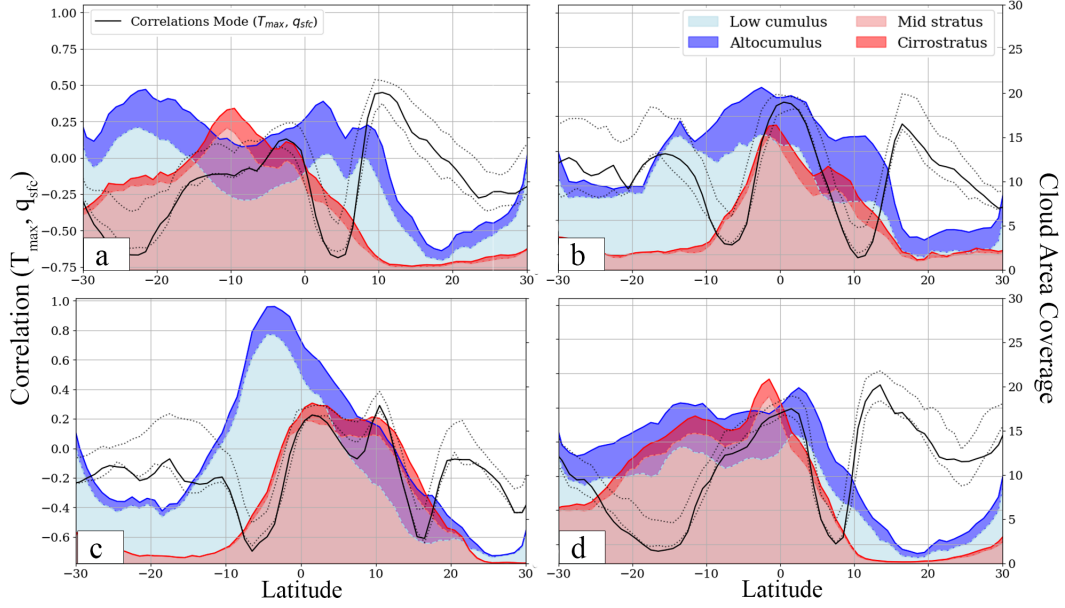 Correlations Mode (T_max, q_sfc)
Low cumulus
Altocumulus
Mid stratus
Cirrostratus
1.00
0.75
0.50
0.25
0.00
−0.25
−0.50
−0.75
30
25
20
15
10
5
0
a
b
−30 −20 −10 0 10 20 30
−30 −20 −10 0 10 20 30
Latitude
Latitude
Correlation (T_max, q_sfc)
Cloud Area Coverage
1.0
0.8
0.6
0.4
0.2
0.0
−0.2
−0.4
−0.6
30
25
20
15
10
5
0
c
d
−30 −20 −10 0 10 20 30
−30 −20 −10 0 10 20 30
Latitude
Latitude